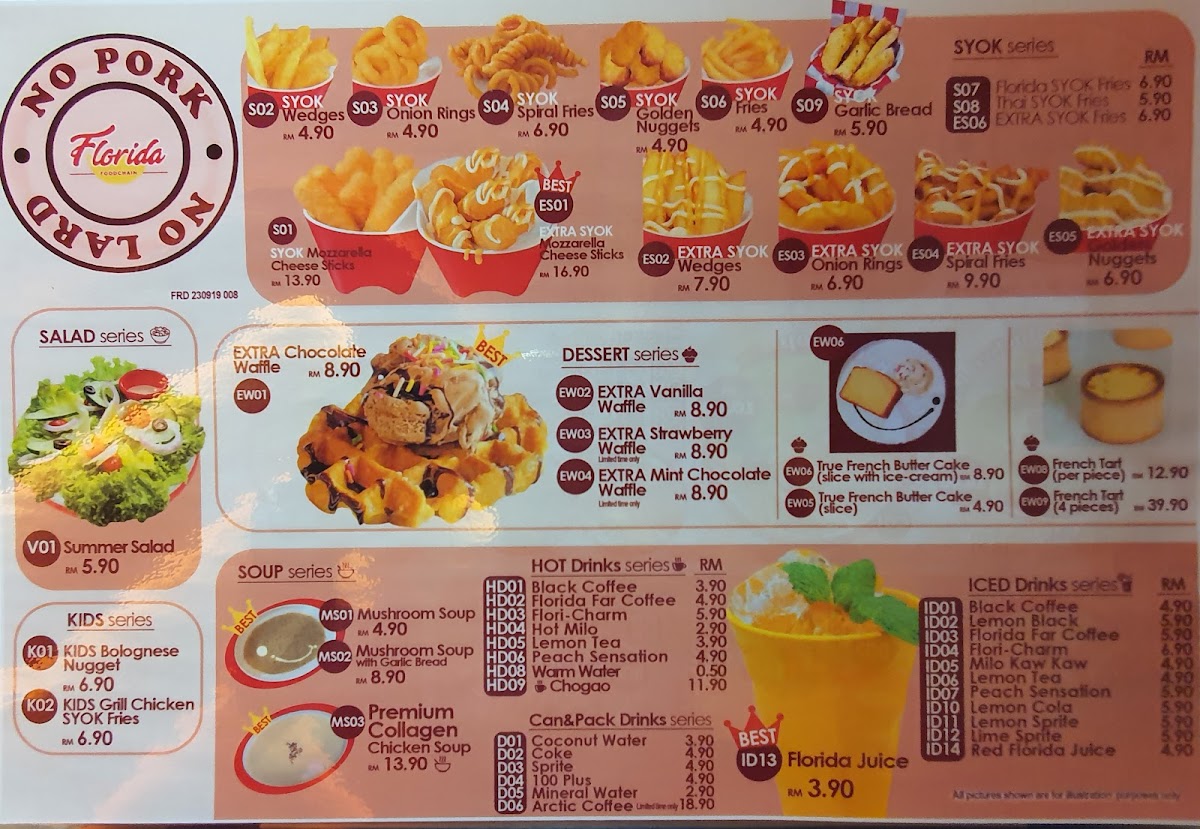 NO PORK
NO LARD
Florida
FOODCHAIN
FRD 230919 008
S02 SYOK
Wedges
RM 4.90
S03 SYOK
Onion Rings
RM 4.90
S04 SYOK
Spiral Fries
RM 6.90
S05 SYOK
Golden
Nuggets
RM 4.90
S06 SYOK
Fries
RM 4.90
S09 SYOK
Garlic Bread
RM 5.90
SYOK series
RM
S07 Florida SYOK Fries 6.90
S08 Thai SYOK Fries 5.90
ES06 EXTRA SYOK Fries 6.90
S01
SYOK Mozzarella
Cheese Sticks
RM 13.90
BEST
ES01
EXTRA SYOK
Mozzarella
Cheese Sticks
RM 16.90
ES02 EXTRA SYOK
Wedges
RM 7.90
ES03 EXTRA SYOK
Onion Rings
RM 6.90
ES04 EXTRA SYOK
Spiral Fries
RM 9.90
ES05 EXTRA SYOK
Golden
Nuggets
RM 6.90
SALAD series
V01 Summer Salad
RM 5.90
KIDS series
K01 KIDS Bolognese
Nugget
RM 6.90
K02 KIDS Grill Chicken
SYOK Fries
RM 6.90
EXTRA Chocolate
Waffle RM 8.90
EW01
BEST
DESSERT series
EW02 EXTRA Vanilla
Waffle RM 8.90
EW03 EXTRA Strawberry
Waffle RM 8.90
Limited time only
EW04 EXTRA Mint Chocolate
Waffle RM 8.90
Limited time only
EW06
EW06 True French Butter Cake
(slice with ice-cream) RM 8.90
EW05 True French Butter Cake
(slice) RM 4.90
EW08 French Tart
(per piece) RM 12.90
EW09 French Tart
(4 pieces) RM 39.90
SOUP series
BEST
MS01 Mushroom Soup
RM 4.90
MS02 Mushroom Soup
with Garlic Bread
RM 8.90
BEST
MS03 Premium
Collagen
Chicken Soup
RM 13.90
HOT Drinks series RM
HD01 Black Coffee 3.90
HD02 Florida Far Coffee 4.90
HD03 Flori-Charm 5.90
HD04 Hot Milo 2.90
HD05 Lemon Tea 3.90
HD06 Peach Sensation 4.90
HD08 Warm Water 0.50
HD09 Chogao 11.90
Can&Pack Drinks series
D01 Coconut Water 3.90
D02 Coke 4.90
D03 Sprite 4.90
D04 100 Plus 4.90
D05 Mineral Water 2.90
D06 Arctic Coffee Limited time only 18.90
BEST
ID13 Florida Juice
RM 3.90
ICED Drinks series RM
ID01 Black Coffee 4.90
ID02 Lemon Black 5.90
ID03 Florida Far Coffee 5.90
ID04 Flori-Charm 6.90
ID05 Milo Kaw Kaw 4.90
ID06 Lemon Tea 4.90
ID07 Peach Sensation 5.90
ID10 Lemon Cola 5.90
ID11 Lemon Sprite 5.90
ID12 Lime Sprite 5.90
ID14 Red Florida Juice 4.90
All pictures shown are for illustration purposes only